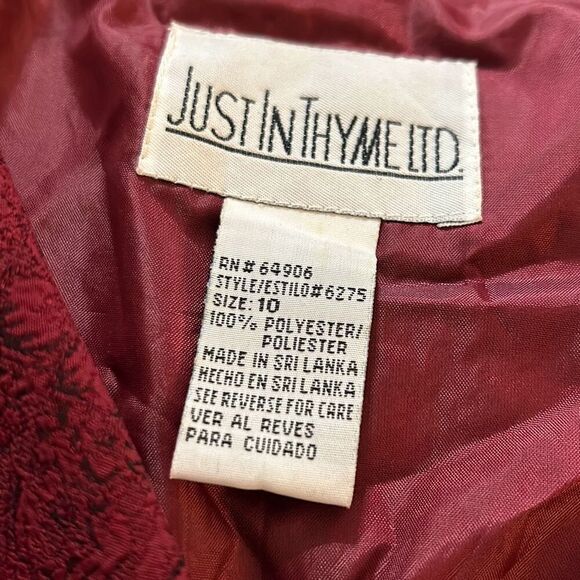 JUST IN THYME LTD.
RN# 64906
STYLE/ESTILO#6275
SIZE: 10
100% POLYESTER/
POLIESTER
MADE IN SRI LANKA
HECHO EN SRI LANKA
SEE REVERSE FOR CARE
VER AL REVES
PARA CUIDADO